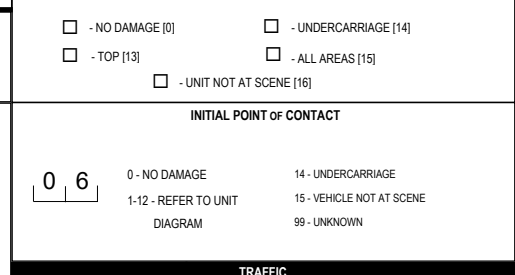 - NO DAMAGE [0] - UNDERCARRIAGE [14]
- TOP [13] - ALL AREAS [15]
- UNIT NOT AT SCENE [16]
INITIAL POINT OF CONTACT
0 6
0 - NO DAMAGE 14 - UNDERCARRIAGE
1-12 - REFER TO UNIT 15 - VEHICLE NOT AT SCENE
DIAGRAM 99 - UNKNOWN
TRAFFIC